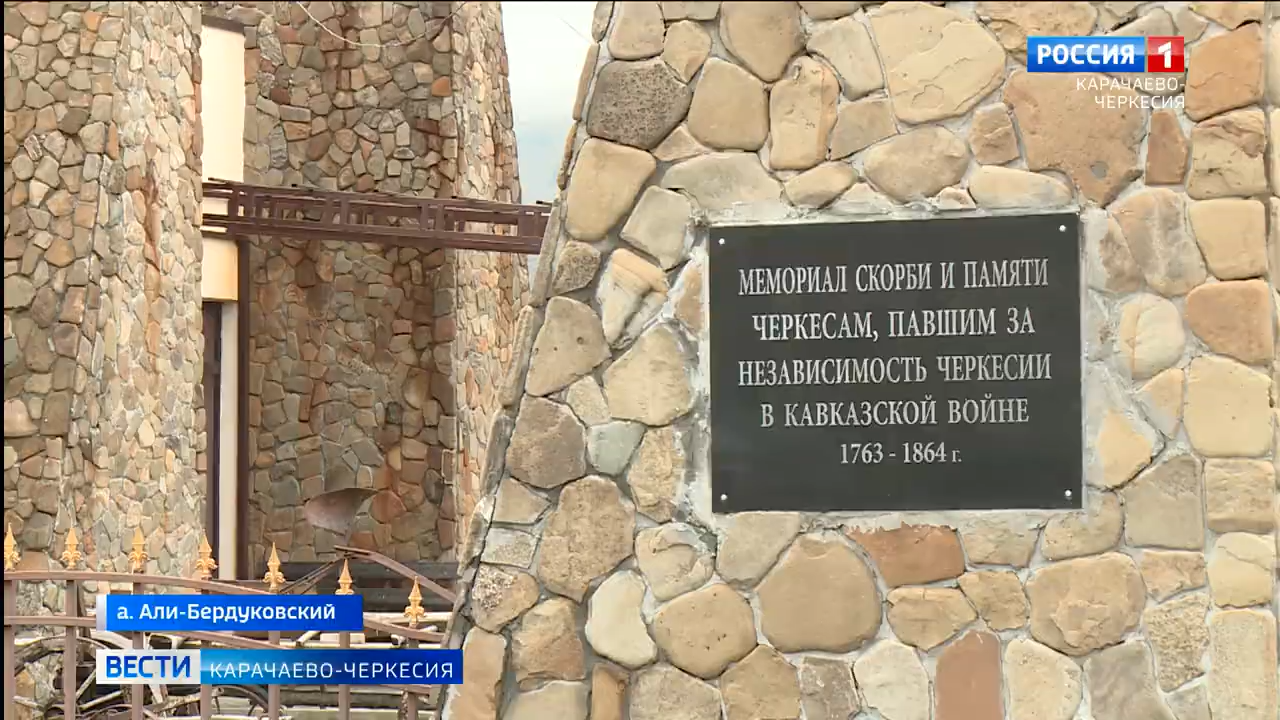 РОССИЯ 1
КАРАЧАЕВО-
ЧЕРКЕСИЯ
МЕМОРИАЛ СКОРБИ И ПАМЯТИ
ЧЕРКЕСАМ, ПАВШИМ ЗА
НЕЗАВИСИМОСТЬ ЧЕРКЕСИИ
В КАВКАЗСКОЙ ВОЙНЕ
1763 - 1864 г.
а. Али-Бердуковский
ВЕСТИ КАРАЧАЕВО-ЧЕРКЕСИЯ